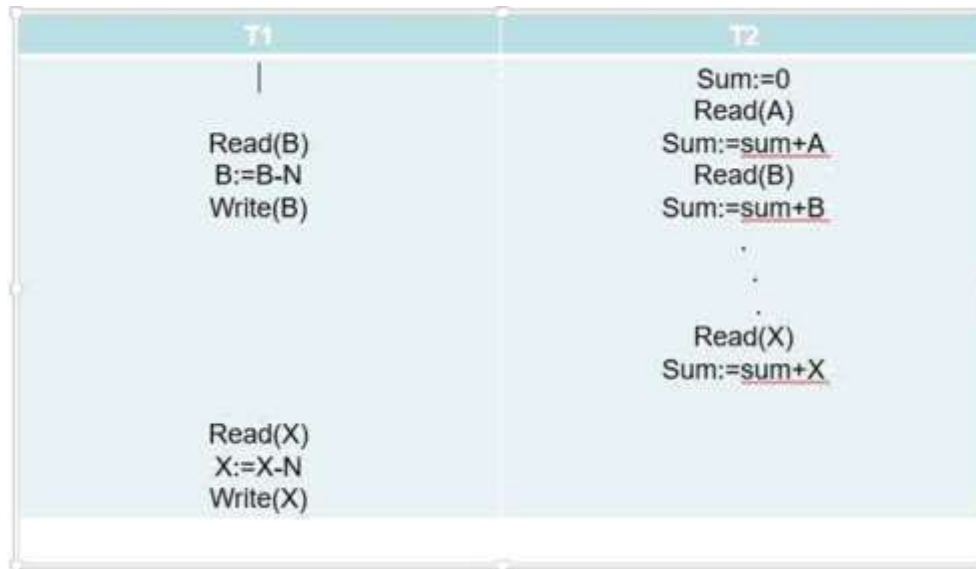 T1 T2
Sum:=0
Read(A)
Read(B) Sum:=sum+A
B:=B-N Read(B)
Write(B) Sum:=sum+B
.
.
.
Read(X)
Sum:=sum+X
Read(X)
X:=X-N
Write(X)